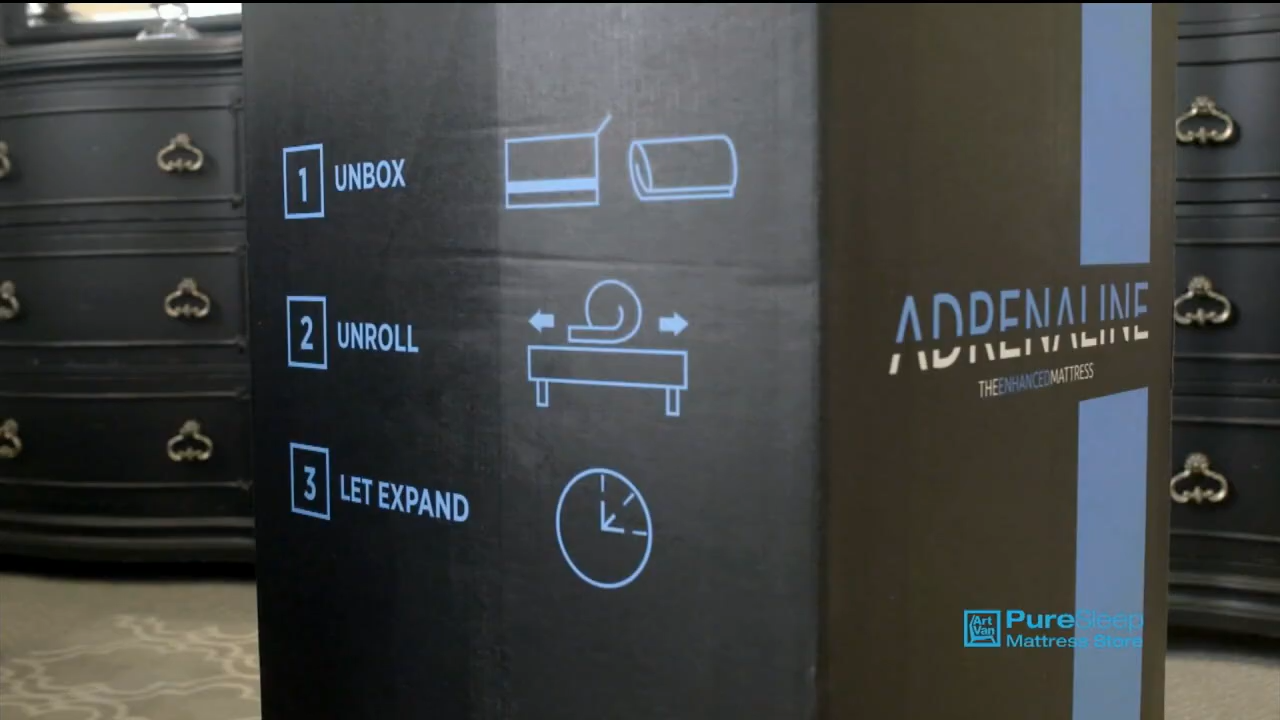 1 UNBOX
2 UNROLL
3 LET EXPAND
ADRENALINE
THEENHANCEDMATTRESS
Art Van
PureSleep
Mattress Store